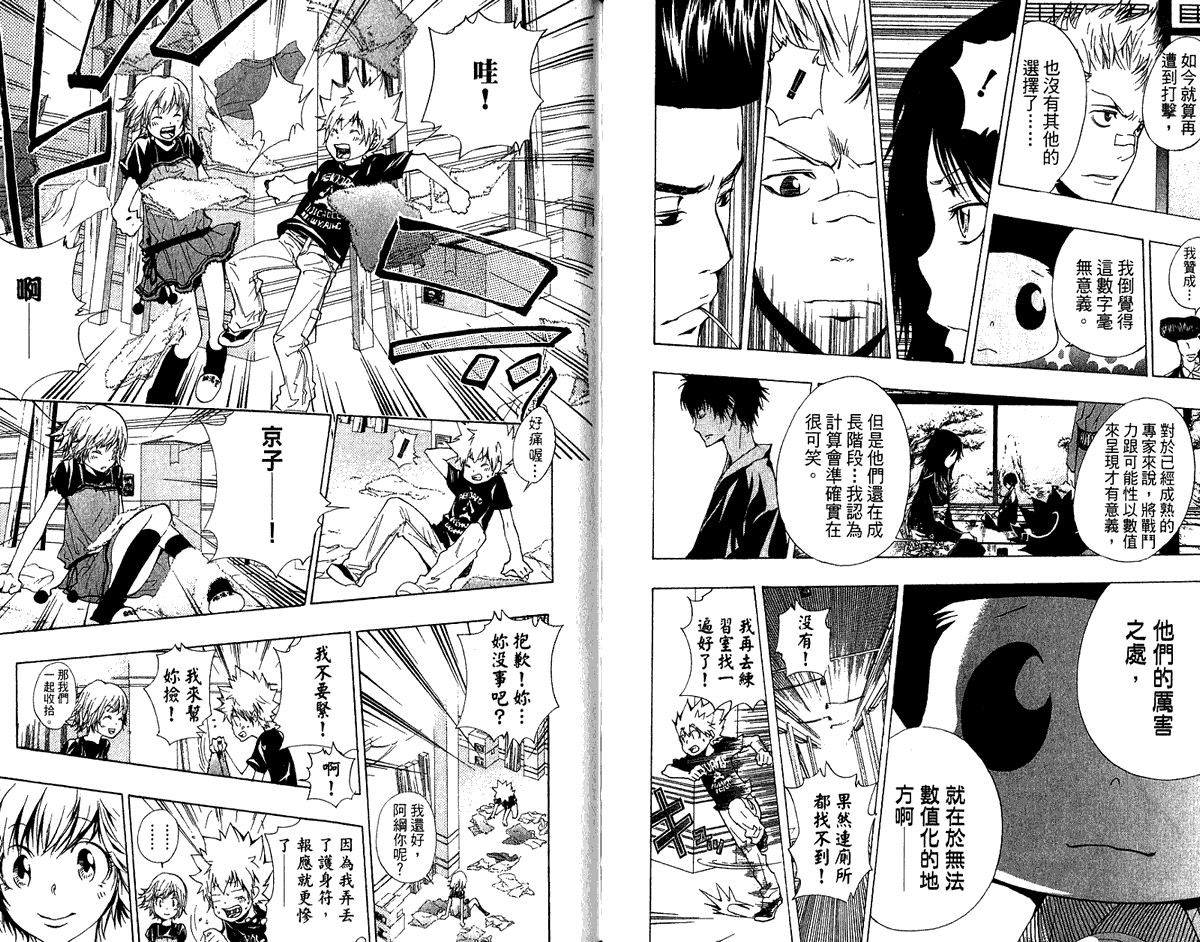 如今就算再
遭到打擊，
也沒有其他的
選擇了……
！
！
我贊成…
我倒覺得
這數字毫
無意義。
對於已經成熟的
專家來說，將戰鬥
力跟可能性以數值
來呈現才有意義，
但是他們還在成
長階段…我認為
計算會準確實在
很可笑。
他們的厲害
之處，
就在於無法
數值化的地
方啊——
沒有！
我再去練
習室找一
遍好了！
果然連廁所
都找不到！
哇！
啊——
好痛喔…
京子——！
抱歉！妳…
妳沒事吧？
我還好，
阿綱你呢？
我不要緊！
我來幫
妳撿！
啊！
那我們
一起收拾。
因為我弄丟
了護身符，
報應就更慘
了——
……